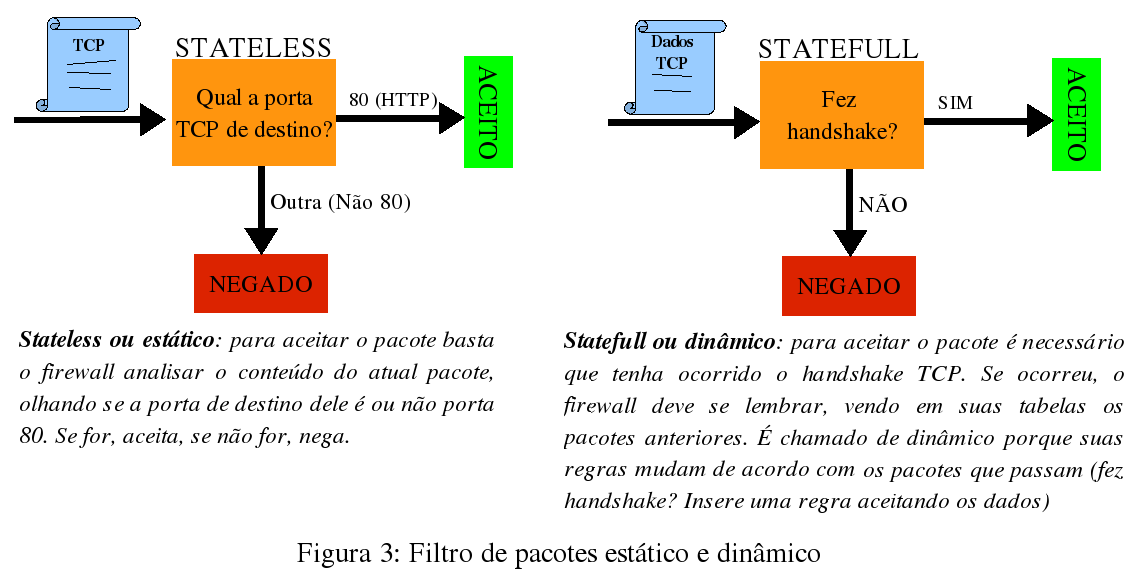 TCP
STATELESS
Qual a porta
TCP de destino?
80 (HTTP)
ACEITO
Outra (Não 80)
NEGADO
Stateless ou estático: para aceitar o pacote basta
o firewall analisar o conteúdo do atual pacote,
olhando se a porta de destino dele é ou não porta
80. Se for, aceita, se não for, nega.
Dados
TCP
STATEFULL
Fez
handshake?
SIM
ACEITO
NÃO
NEGADO
Statefull ou dinâmico: para aceitar o pacote é necessário
que tenha ocorrido o handshake TCP. Se ocorreu, o
firewall deve se lembrar, vendo em suas tabelas os
pacotes anteriores. É chamado de dinâmico porque suas
regras mudam de acordo com os pacotes que passam (fez
handshake? Insere uma regra aceitando os dados)
Figura 3: Filtro de pacotes estático e dinâmico